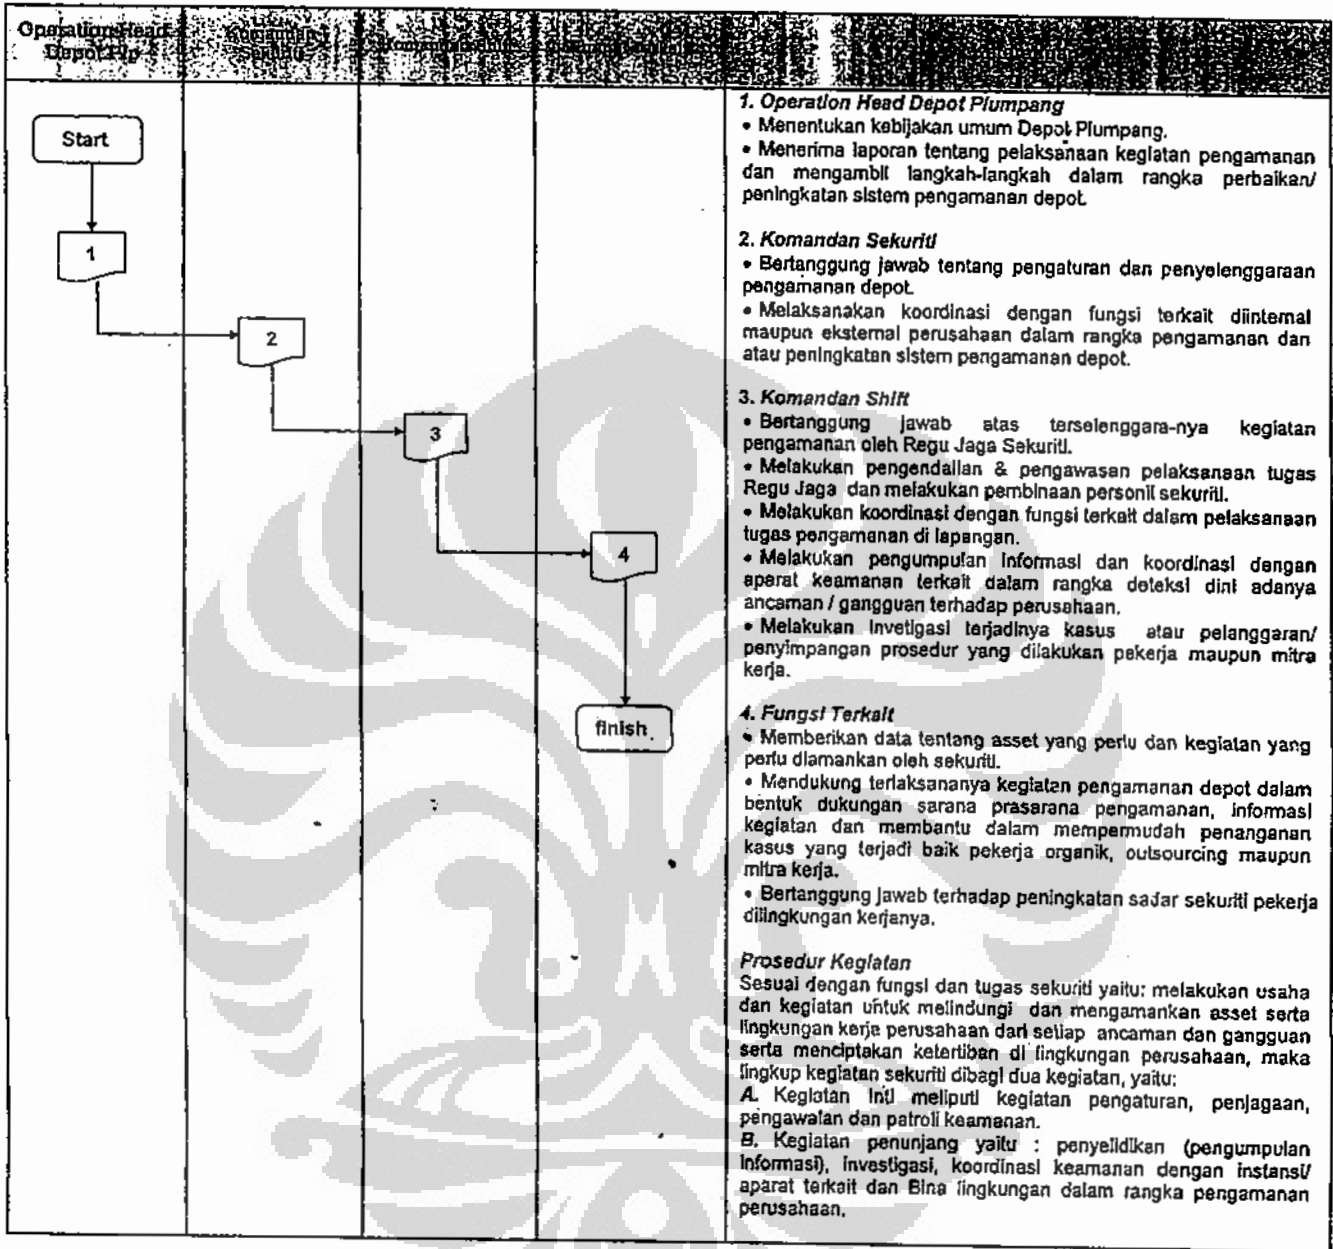 Operation Head
Depot Plp
Komandan
Sekuriti
Komandan Shift
Start
1
2
3
4
finish
1. Operation Head Depot Plumpang
• Menentukan kebijakan umum Depot Plumpang.
• Menerima laporan tentang pelaksanaan kegiatan pengamanan
dan mengambil langkah-langkah dalam rangka perbaikan/
peningkatan sistem pengamanan depot.
2. Komandan Sekuriti
• Bertanggung jawab tentang pengaturan dan penyelenggaraan
pengamanan depot.
• Melaksanakan koordinasi dengan fungsi terkait diinternal
maupun eksternal perusahaan dalam rangka pengamanan dan
atau peningkatan sistem pengamanan depot.
3. Komandan Shift
• Bertanggung jawab atas terselenggara-nya kegiatan
pengamanan oleh Regu Jaga Sekuriti.
• Melakukan pengendalian & pengawasan pelaksanaan tugas
Regu Jaga dan melakukan pembinaan personil sekuriti.
• Melakukan koordinasi dengan fungsi terkait dalam pelaksanaan
tugas pengamanan di lapangan.
• Melakukan pengumpulan informasi dan koordinasi dengan
aparat keamanan terkait dalam rangka deteksi dini adanya
ancaman / gangguan terhadap perusahaan.
• Melakukan invetigasi terjadinya kasus atau pelanggaran/
penyimpangan prosedur yang dilakukan pekerja maupun mitra
kerja.
4. Fungsi Terkait
• Memberikan data tentang asset yang perlu dan kegiatan yang
perlu diamankan oleh sekuriti.
• Mendukung terlaksananya kegiatan pengamanan depot dalam
bentuk dukungan sarana prasarana pengamanan, informasi
kegiatan dan membantu dalam mempermudah penanganan
kasus yang terjadi baik pekerja organik, outsourcing maupun
mitra kerja.
• Bertanggung jawab terhadap peningkatan sadar sekuriti pekerja
dilingkungan kerjanya.
Prosedur Kegiatan
Sesuai dengan fungsi dan tugas sekuriti yaitu: melakukan usaha
dan kegiatan untuk melindungi dan mengamankan asset serta
lingkungan kerja perusahaan dari setiap ancaman dan gangguan
serta menciptakan ketertiban di lingkungan perusahaan, maka
lingkup kegiatan sekuriti dibagi dua kegiatan, yaitu:
A. Kegiatan Inti meliputi kegiatan pengaturan, penjagaan,
pengawalan dan patroli keamanan.
B. Kegiatan penunjang yaitu : penyelidikan (pengumpulan
informasi), investigasi, koordinasi keamanan dengan instansi/
aparat terkait dan Bina lingkungan dalam rangka pengamanan
perusahaan.